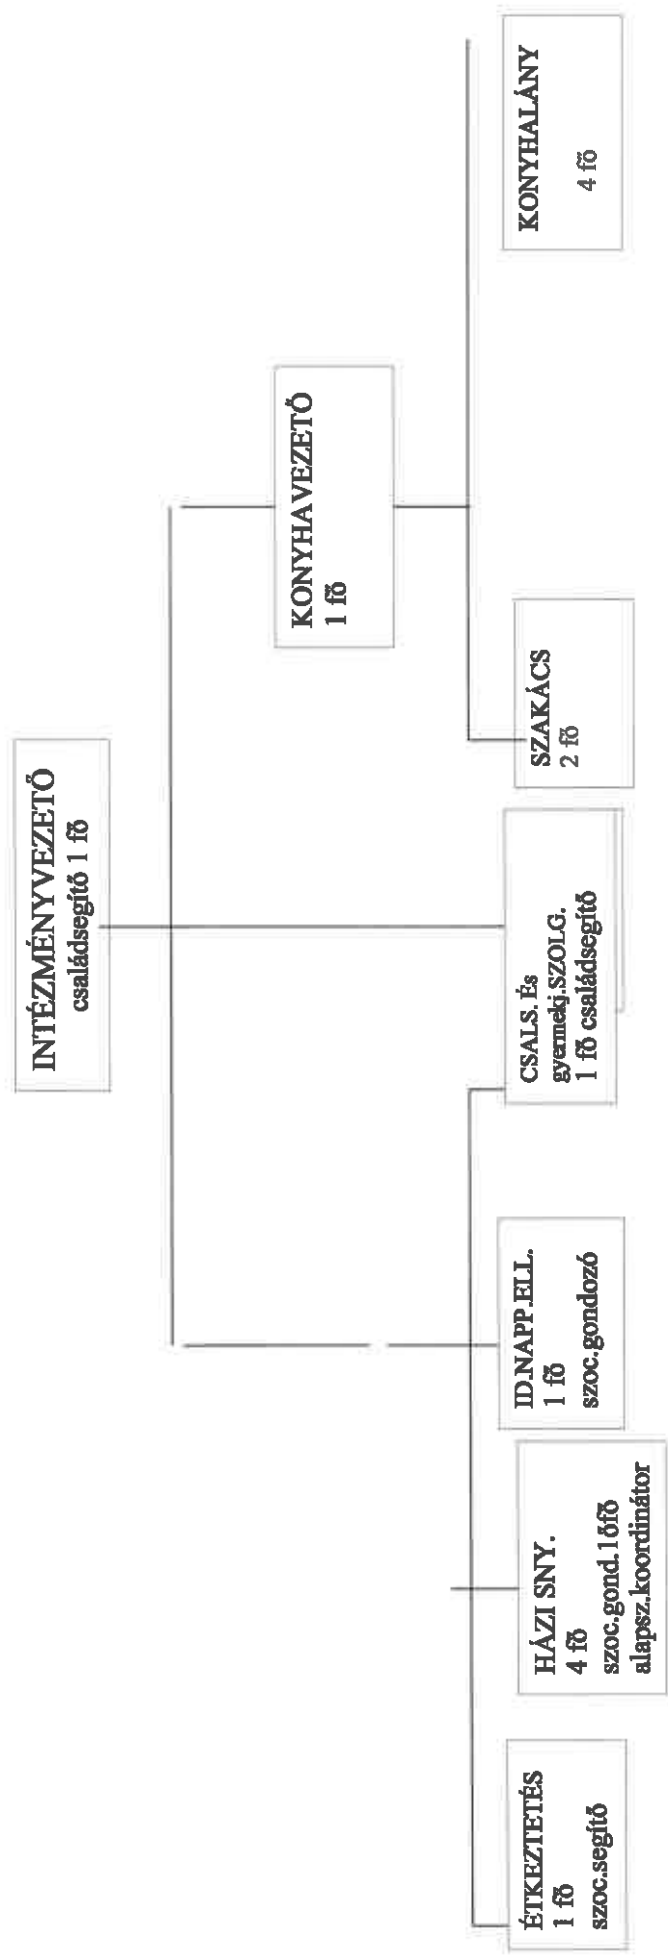 INTÉZMÉNYVEZETŐ
családsegítő 1 fő
KONYHAVEZETŐ
1 fő
ÉTKEZTETÉS
1 fő
szoc.segítő
HÁZI SNY.
4 fő
szoc.gond.1őfő
alapsz.koordinátor
ID.NAPP.ELL.
1 fő
szoc.gondozó
CSALS. És
gyermekj.SZOLG.
1 fő családsegítő
SZAKÁCS
2 fő
KONYHALÁNY
4 fő